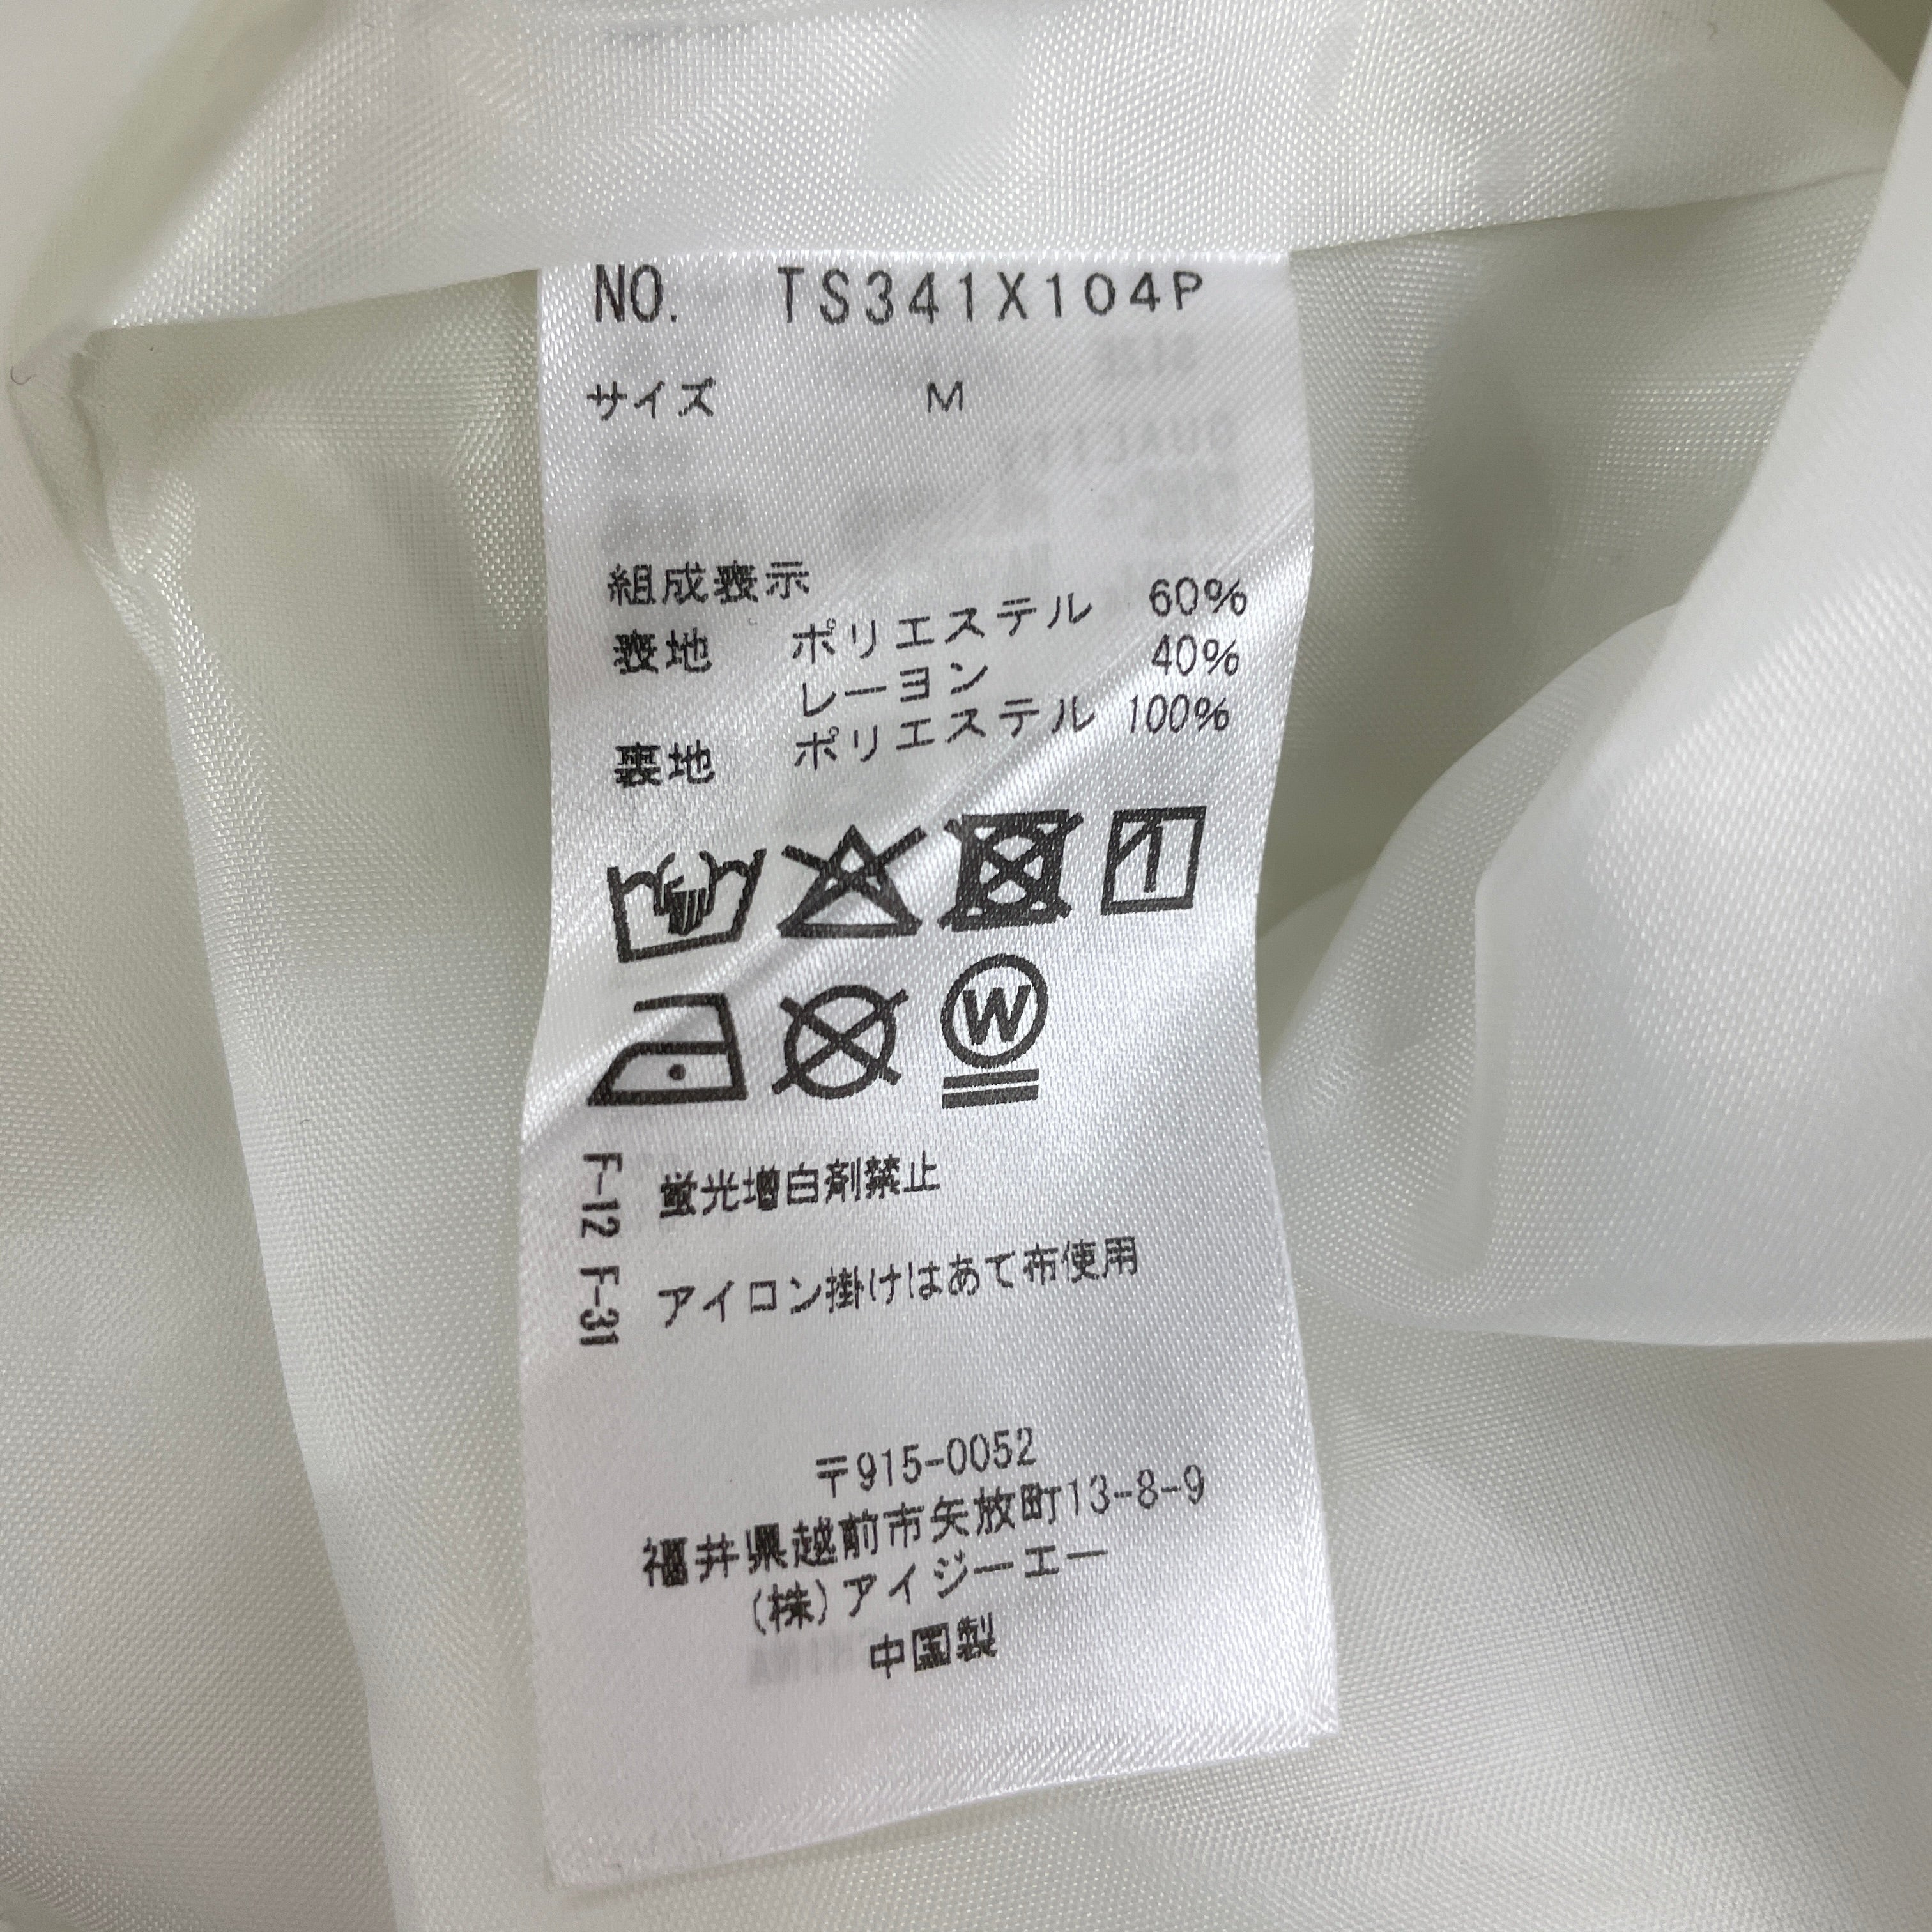 NO. TS341X104P
サイズ M
組成表示
表地 ポリエステル 60%
レーヨン 40%
裏地 ポリエステル 100%
W
F-12 F-31
蛍光増白剤禁止
アイロン掛けはあて布使用
〒915-0052
福井県越前市矢放町13-8-9
(株)アイジーエー
中国製